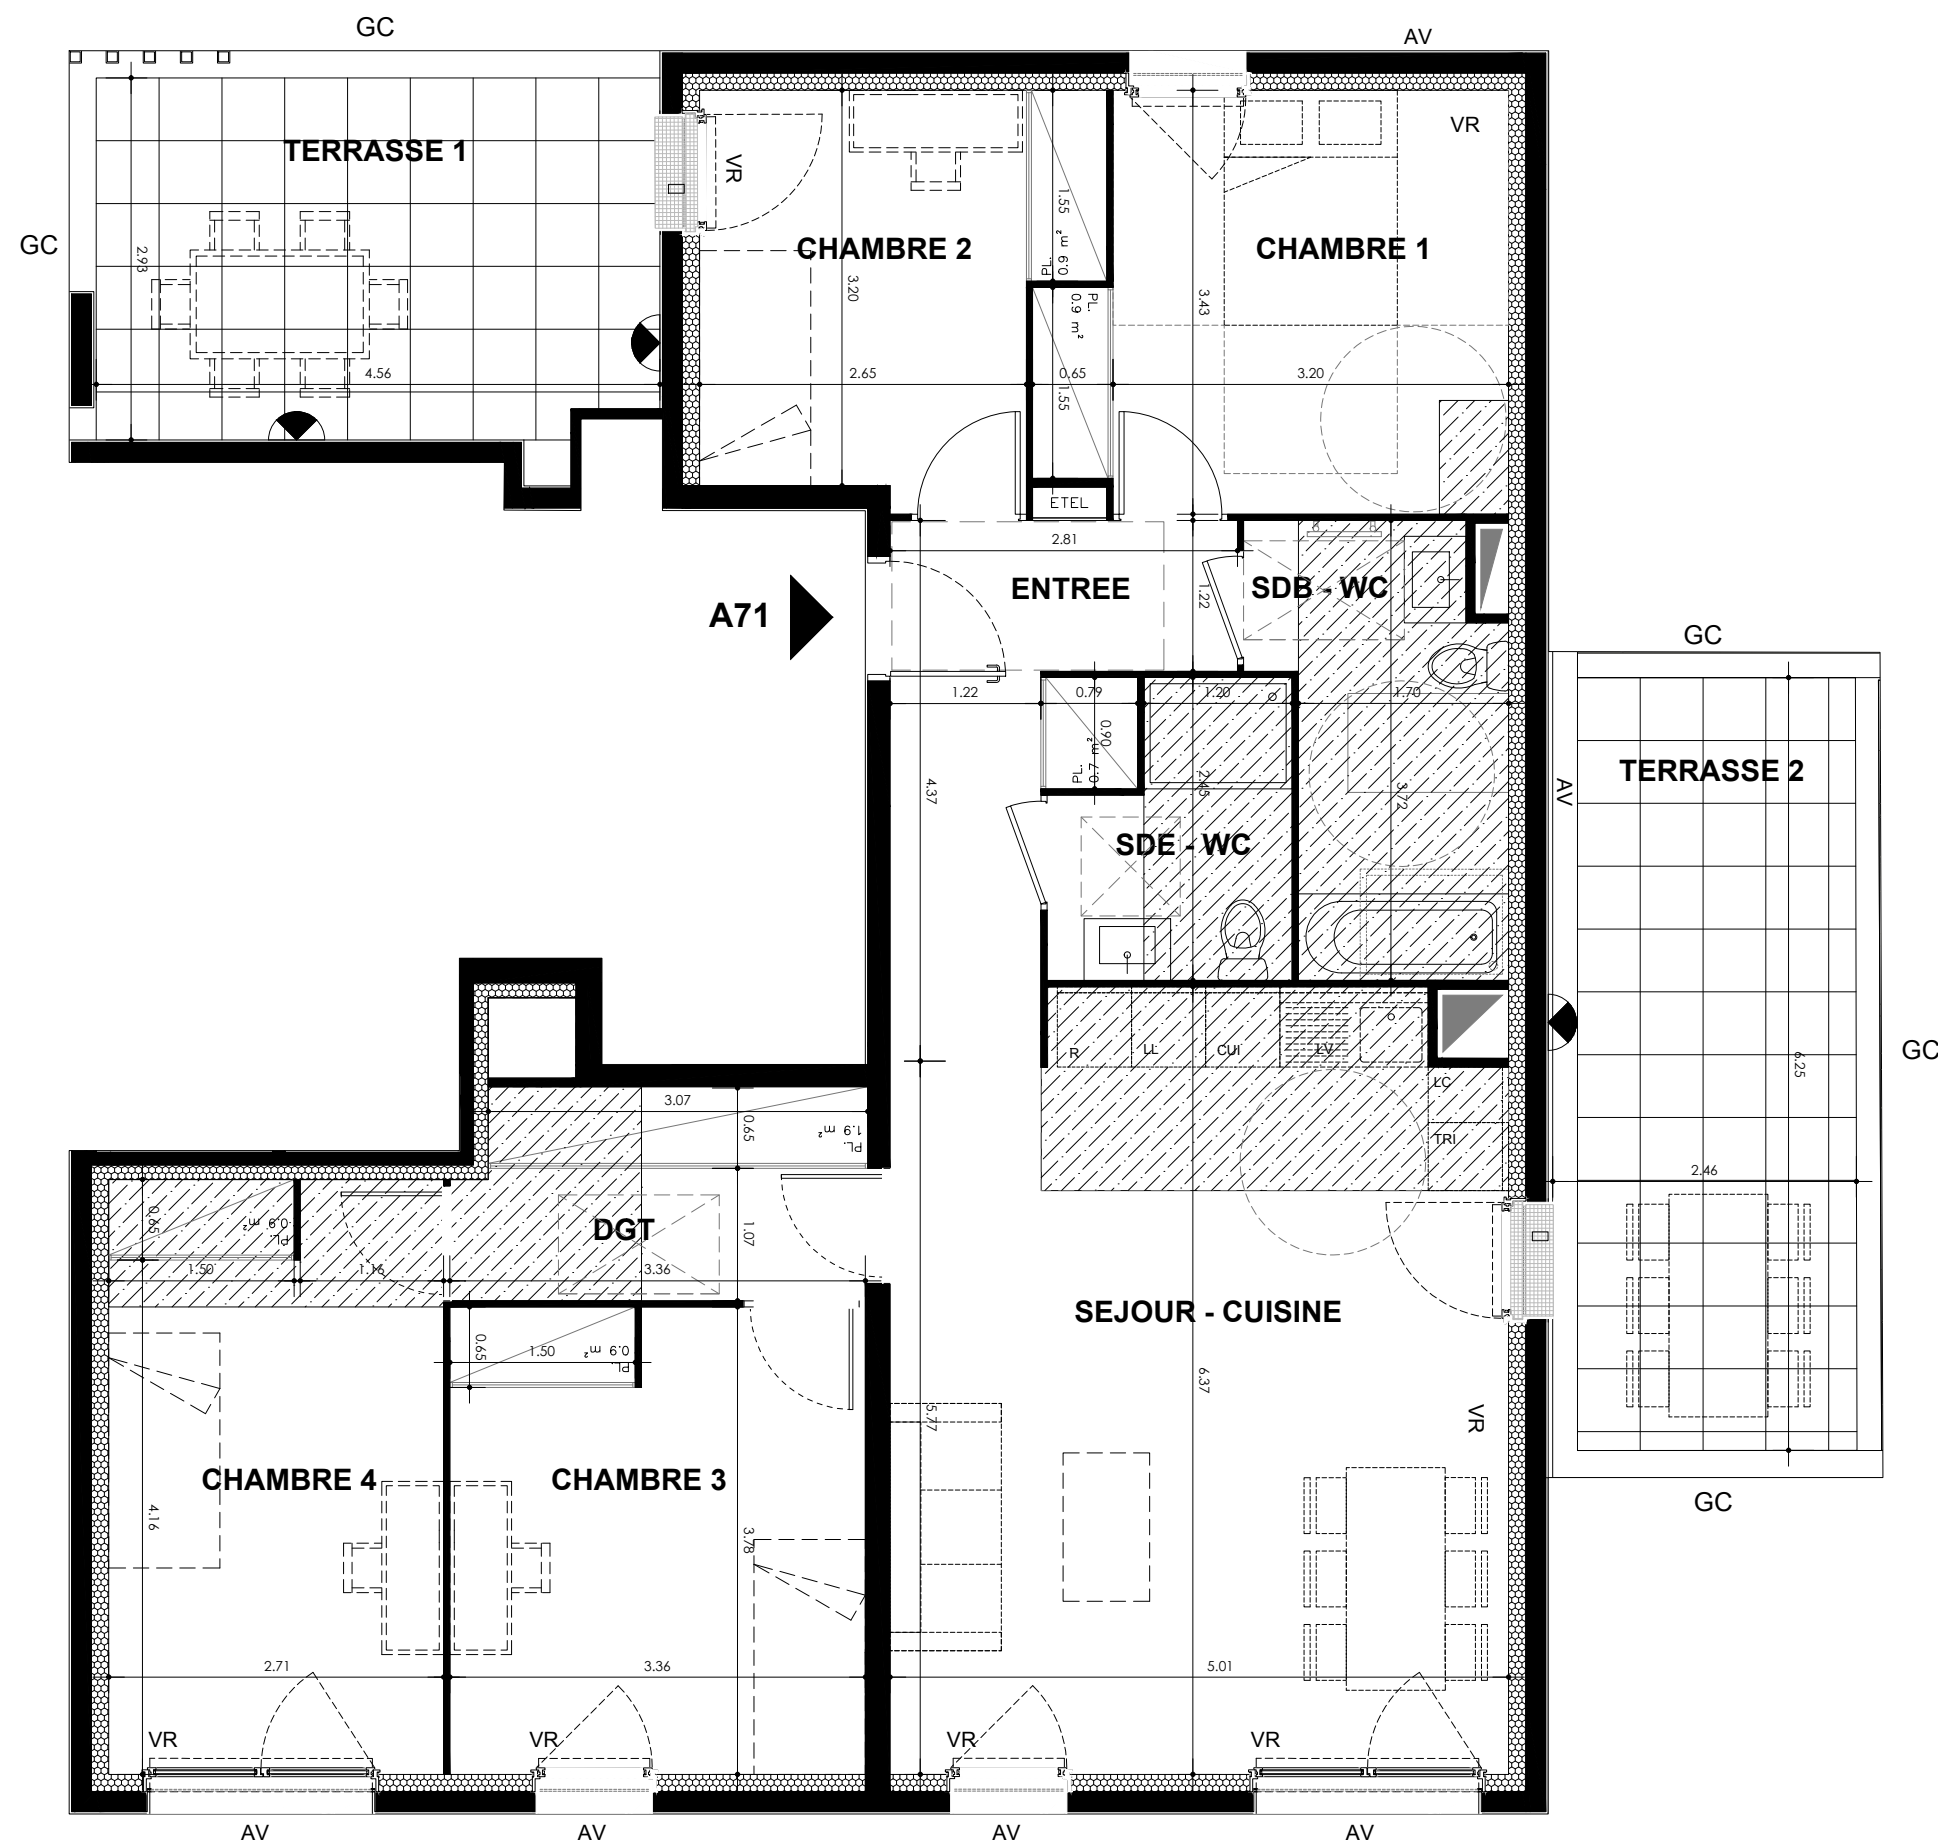 GC
AV
TERRASSE 1
VR
VR
GC
2.93
CHAMBRE 2
1.55
PL.
0.9 m²
CHAMBRE 1
3.20
PL.
0.9 m²
3.43
4.56
2.65
0.65
1.55
3.20
ETEL
2.81
ENTREE
SDB - WC
1.22
A71
GC
1.22
0.79
1.20
1.70
0.90
PL.
0.7 m²
4.37
2.45
3.72
AV
TERRASSE 2
SDE - WC
R
LL
CUI
LV
LC
TRI
GC
6.25
3.07
0.65
PL.
1.9 m²
2.46
0.65
PL.
0.9 m²
DGT
1.07
1.50
1.16
3.36
SEJOUR - CUISINE
0.65
1.50
PL.
0.9 m²
6.37
5.77
VR
CHAMBRE 4
CHAMBRE 3
4.16
3.78
GC
2.71
3.36
5.01
VR
VR
VR
VR
AV
AV
AV
AV